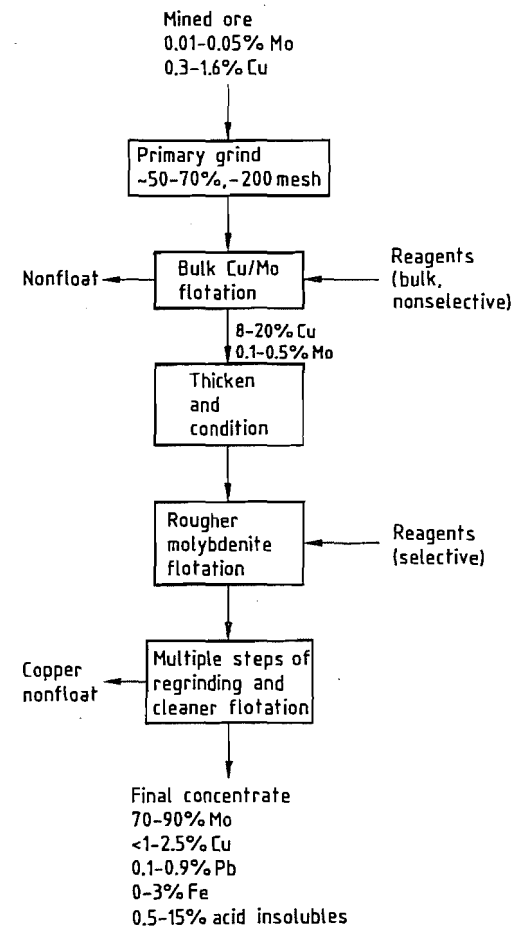 Mined ore
0.01-0.05% Mo
0.3-1.6% Cu
Primary grind
~50-70%,-200 mesh
Bulk Cu/Mo
flotation
Nonfloat
Reagents
(bulk,
nonselective)
8-20% Cu
0.1-0.5% Mo
Thicken
and
condition
Rougher
molybdenite
flotation
Reagents
(selective)
Multiple steps of
regrinding and
cleaner flotation
Copper
nonfloat
Final concentrate
70-90% Mo
<1-2.5% Cu
0.1-0.9% Pb
0-3% Fe
0.5-15% acid insolubles